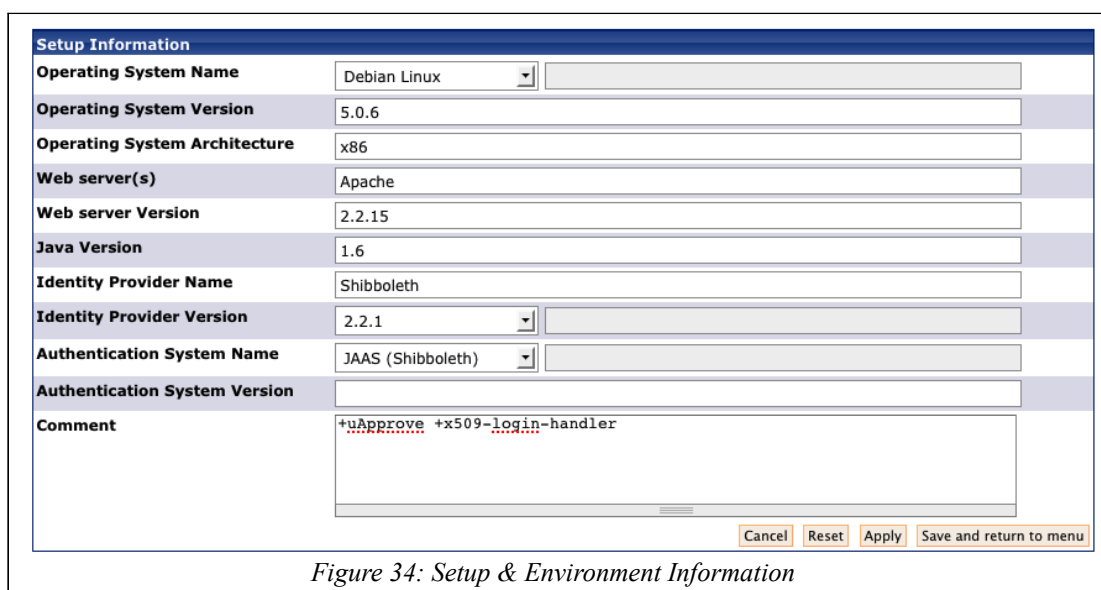 Setup Information
Operating System Name Debian Linux
Operating System Version 5.0.6
Operating System Architecture x86
Web server(s) Apache
Web server Version 2.2.15
Java Version 1.6
Identity Provider Name Shibboleth
Identity Provider Version 2.2.1
Authentication System Name JAAS (Shibboleth)
Authentication System Version
Comment +uApprove +x509-login-handler
Cancel Reset Apply Save and return to menu
Figure 34: Setup & Environment Information